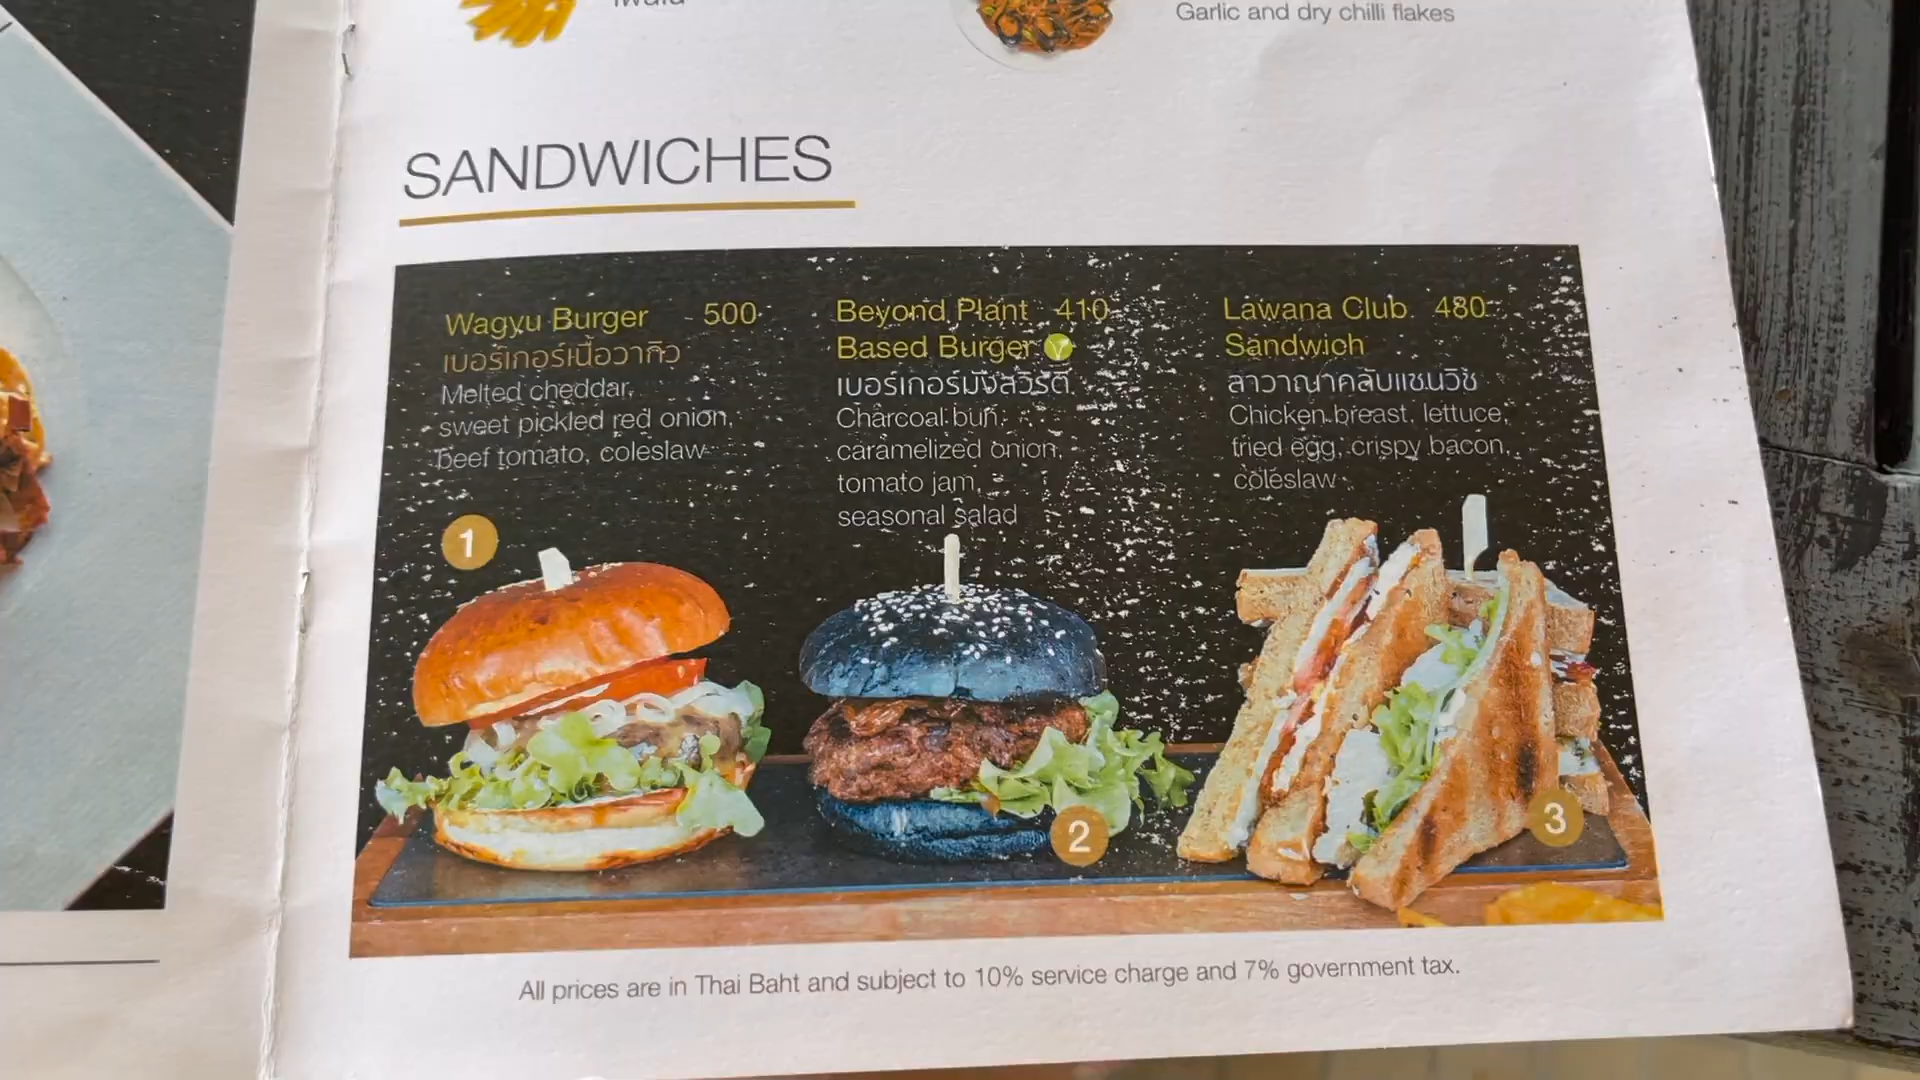 Garlic and dry chilli flakes
SANDWICHES
Wagyu Burger 500
เบอร์เกอร์เนื้อวากิว
Melted cheddar,
sweet pickled red onion,
beef tomato, coleslaw
Beyond Plant 410
Based Burger
เบอร์เกอร์มังสวิรัติ
Charcoal bun,
caramelized onion,
tomato jam,
seasonal salad
Lawana Club 480
Sandwich
ลาวาณาคลับแซนวิช
Chicken breast, lettuce,
fried egg, crispy bacon,
coleslaw
1
2
3
All prices are in Thai Baht and subject to 10% service charge and 7% government tax.